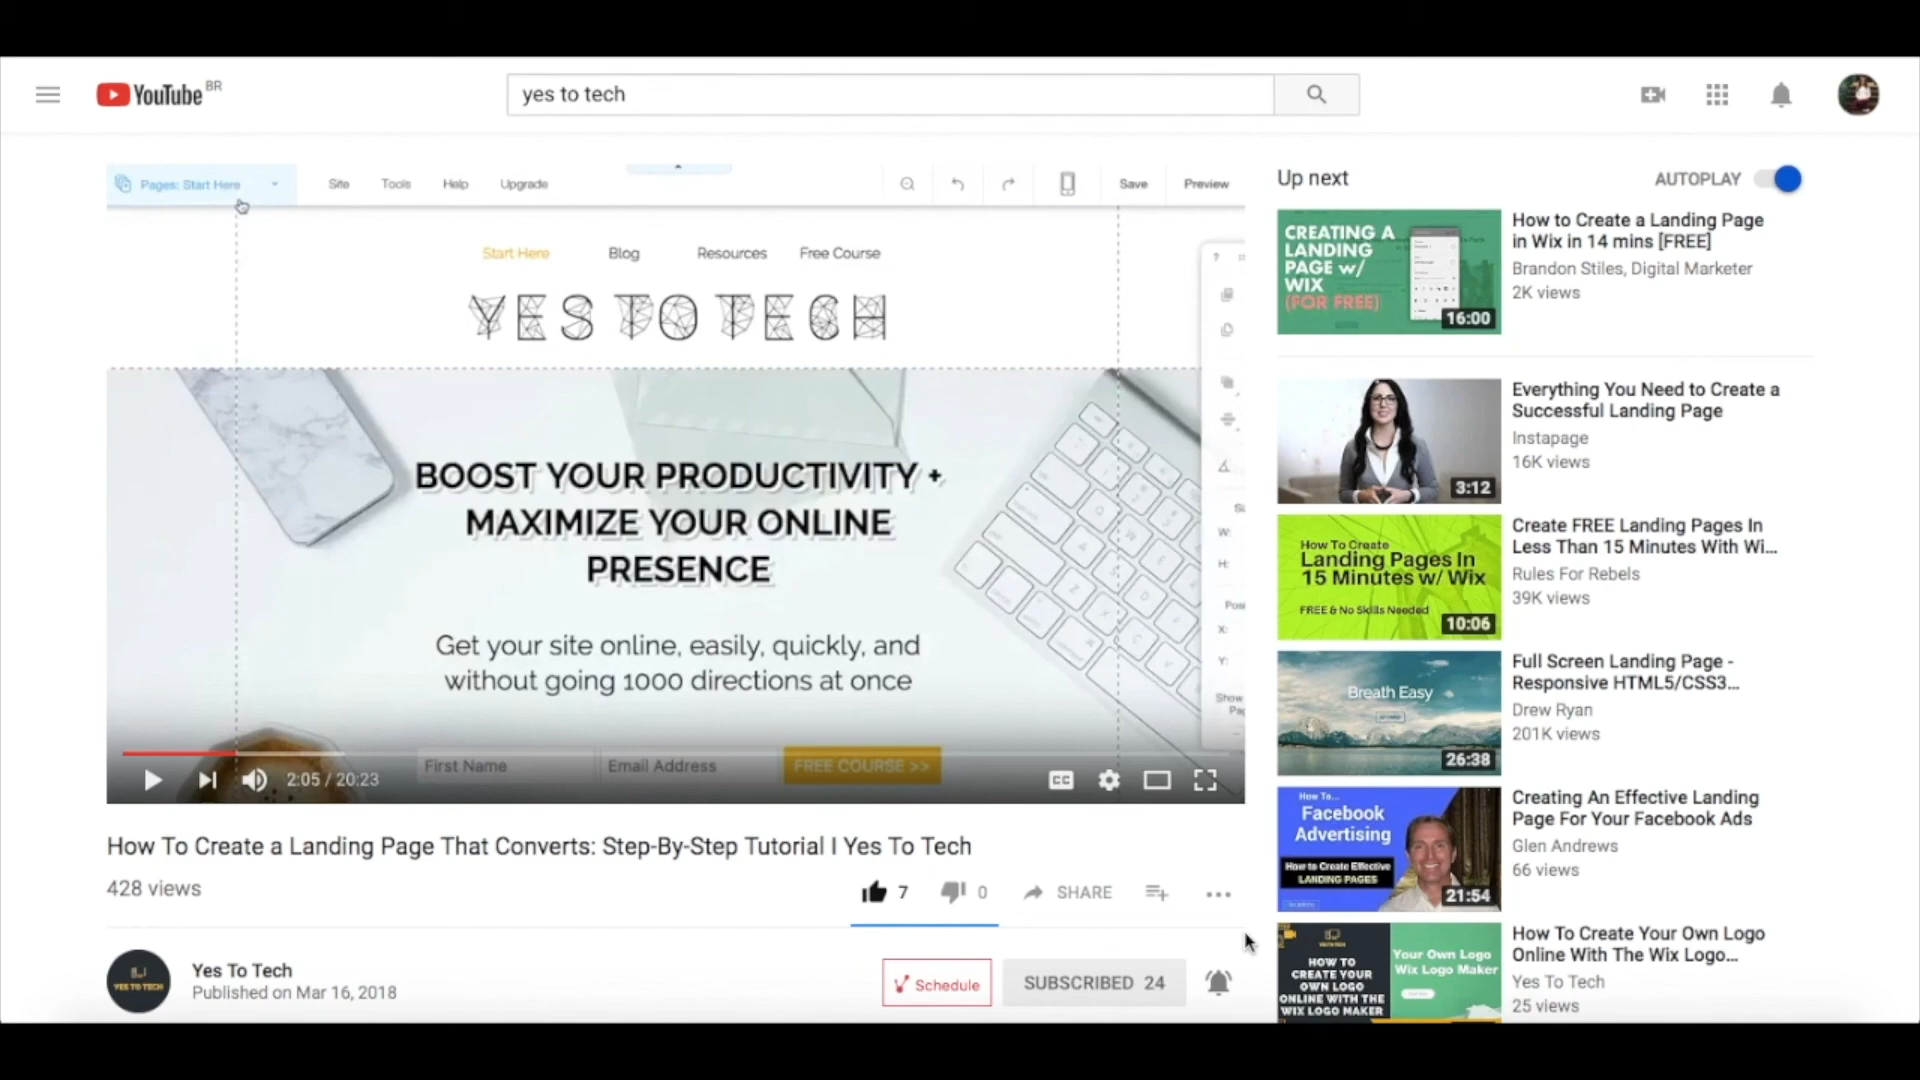 YouTube BR
yes to tech
Pages: Start Here
Site
Tools
Help
Upgrade
Save
Preview
Start Here
Blog
Resources
Free Course
YES TO TECH
BOOST YOUR PRODUCTIVITY +
MAXIMIZE YOUR ONLINE
PRESENCE
Get your site online, easily, quickly, and
without going 1000 directions at once
First Name
Email Address
FREE COURSE >>
?
W:
H:
X:
Y:
Show
2:05 / 20:23
CC
How To Create a Landing Page That Converts: Step-By-Step Tutorial I Yes To Tech
428 views
7
0
SHARE
YES TO TECH
Yes To Tech
Published on Mar 16, 2018
Schedule
SUBSCRIBED 24
Up next
AUTOPLAY
CREATING A
LANDING
PAGE w/
WIX
(FOR FREE)
16:00
How to Create a Landing Page
in Wix in 14 mins [FREE]
Brandon Stiles, Digital Marketer
2K views
3:12
Everything You Need to Create a
Successful Landing Page
Instapage
16K views
How To Create
Landing Pages In
15 Minutes w/ Wix
FREE & No Skills Needed
10:06
Create FREE Landing Pages In
Less Than 15 Minutes With Wi...
Rules For Rebels
39K views
Breath Easy
26:38
Full Screen Landing Page -
Responsive HTML5/CSS3...
Drew Ryan
201K views
How To...
Facebook
Advertising
How to Create Effective
LANDING PAGES
21:54
Creating An Effective Landing
Page For Your Facebook Ads
Glen Andrews
66 views
YES TO TECH
HOW TO
CREATE YOUR
OWN LOGO
ONLINE WITH THE
WIX LOGO MAKER
Your Own Logo
Wix Logo Maker
How To Create Your Own Logo
Online With The Wix Logo...
Yes To Tech
25 views